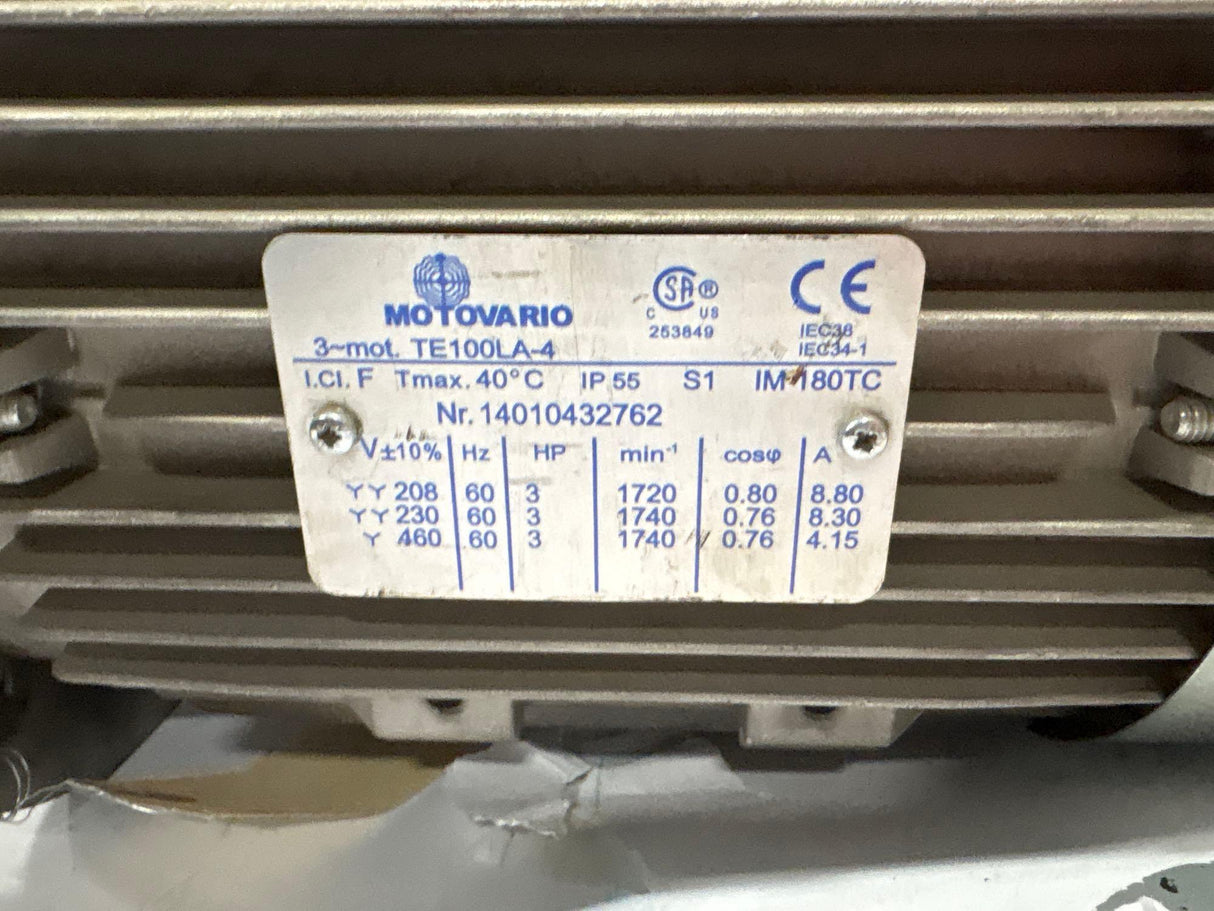 MOTOVARIO
C SA ® US
253849
CE
IEC38
IEC34-1
3~mot. TE100LA-4
I.Cl. F Tmax. 40°C IP 55 S1 IM 180TC
Nr. 14010432762
V±10% Hz HP min-1 cosφ A
YY 208 60 3 1720 0.80 8.80
YY 230 60 3 1740 0.76 8.30
Y 460 60 3 1740 0.76 4.15